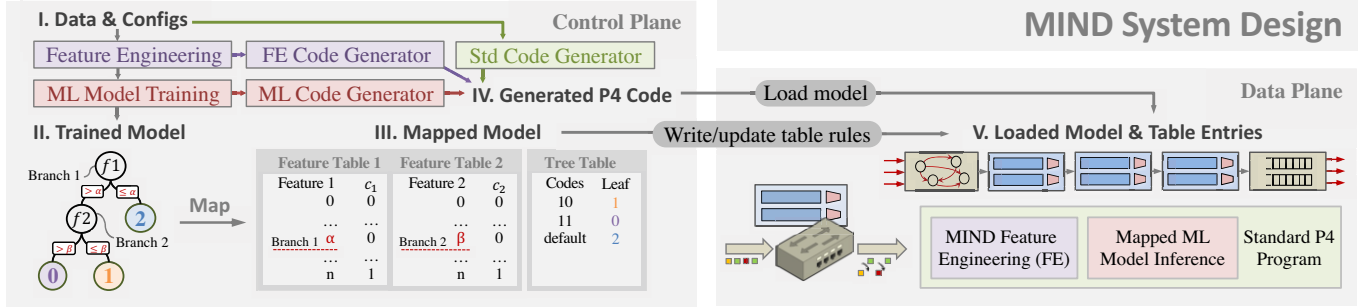 I. Data & Configs
Control Plane
MIND System Design
Feature Engineering
FE Code Generator
Std Code Generator
ML Model Training
ML Code Generator
IV. Generated P4 Code
Load model
Data Plane
II. Trained Model
III. Mapped Model
Write/update table rules
V. Loaded Model & Table Entries
Branch 1
f1
> α
≤ α
f2
2
Branch 2
> β
≤ β
0
1
Map
Feature Table 1
Feature 1 c1
0 0
... ...
Branch 1 α 0
... ...
n 1
Feature Table 2
Feature 2 c2
0 0
... ...
Branch 2 β 0
... ...
n 1
Tree Table
Codes Leaf
10 1
11 0
default 2
MIND Feature
Engineering (FE)
Mapped ML
Model Inference
Standard P4
Program